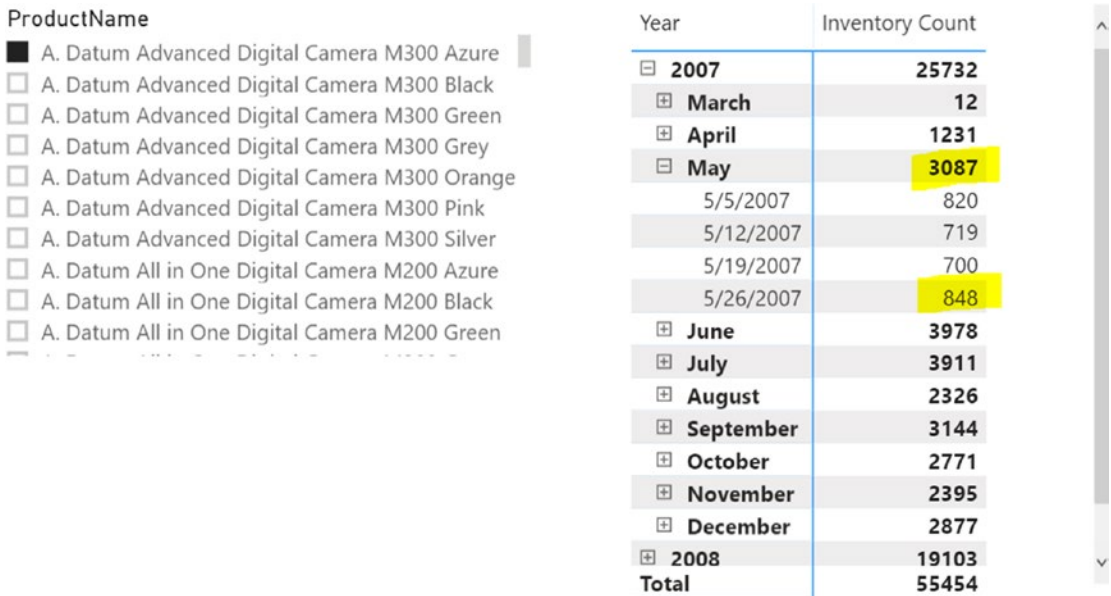 ProductName
A. Datum Advanced Digital Camera M300 Azure
A. Datum Advanced Digital Camera M300 Black
A. Datum Advanced Digital Camera M300 Green
A. Datum Advanced Digital Camera M300 Grey
A. Datum Advanced Digital Camera M300 Orange
A. Datum Advanced Digital Camera M300 Pink
A. Datum Advanced Digital Camera M300 Silver
A. Datum All in One Digital Camera M200 Azure
A. Datum All in One Digital Camera M200 Black
A. Datum All in One Digital Camera M200 Green
Year Inventory Count
2007 25732
March 12
April 1231
May 3087
5/5/2007 820
5/12/2007 719
5/19/2007 700
5/26/2007 848
June 3978
July 3911
August 2326
September 3144
October 2771
November 2395
December 2877
2008 19103
Total 55454